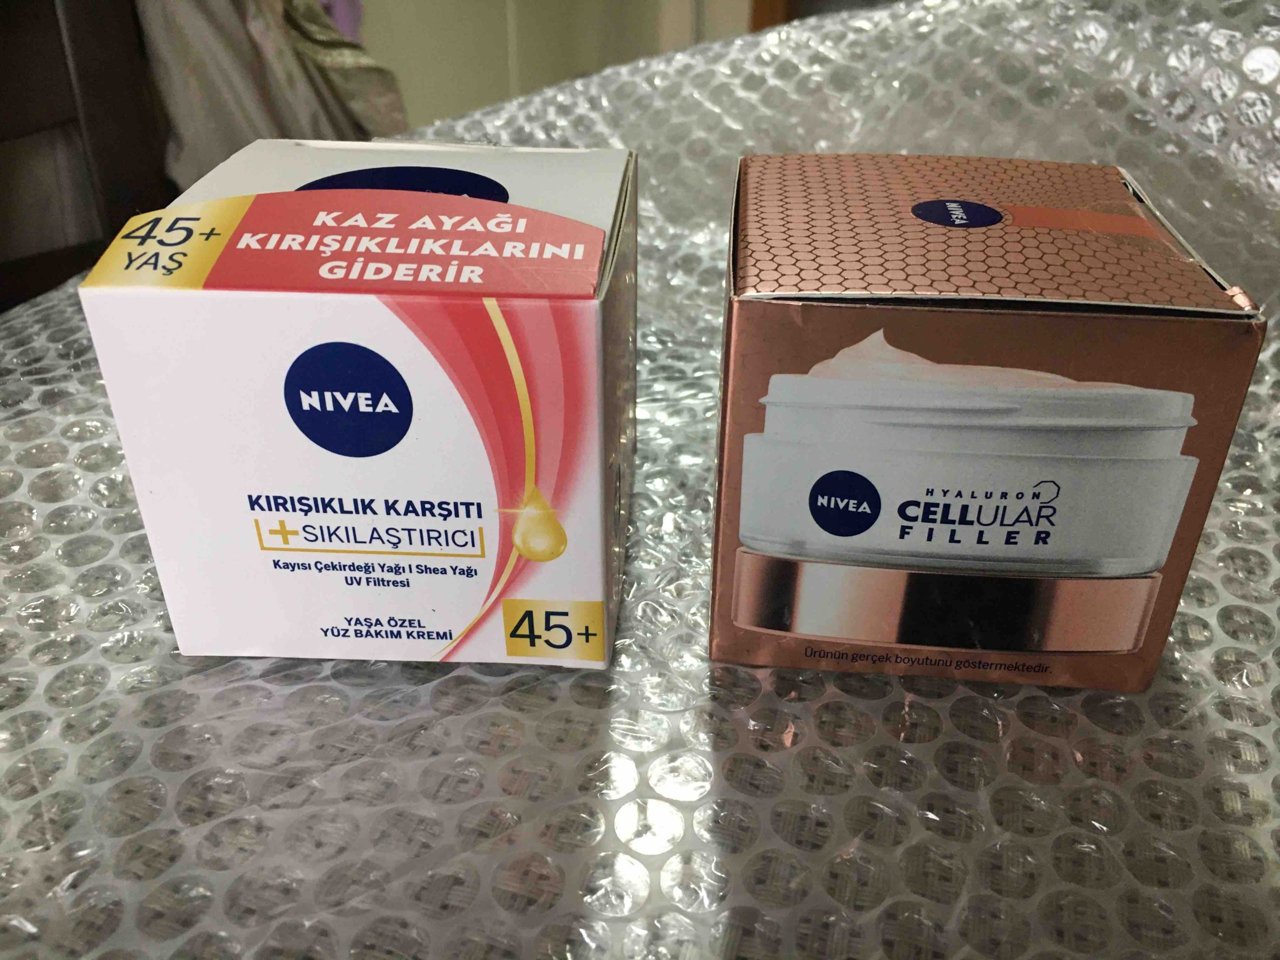 45+
YAŞ
KAZ AYAĞI
KIRIŞIKLIKLARINI
GİDERİR
NIVEA
KIRIŞIKLIK KARŞITI
+SIKILAŞTIRICI
Kayısı Çekirdeği Yağı | Shea Yağı
UV Filtresi
YAŞA ÖZEL
YÜZ BAKIM KREMİ
45+
NIVEA
NIVEA
HYALURON
CELLULAR
FILLER
Ürünün gerçek boyutunu göstermektedir.